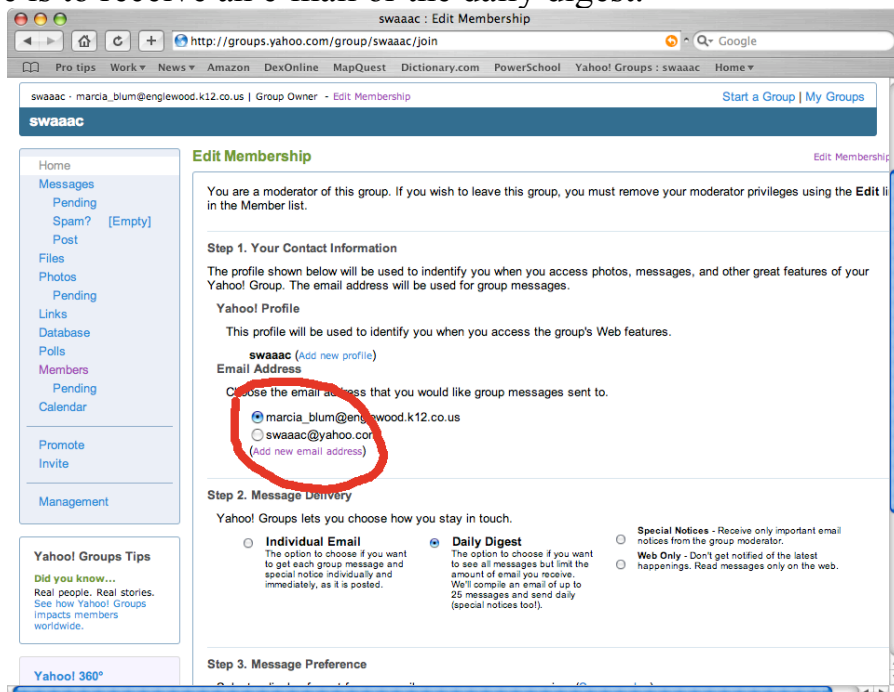 e is to receive an e-mail of the daily digest.
swaaac : Edit Membership
http://groups.yahoo.com/group/swaaac/join
Google
Pro tips Work News Amazon DexOnline MapQuest Dictionary.com PowerSchool Yahoo! Groups : swaaac Home
swaaac - marcia_blum@englewood.k12.co.us | Group Owner - Edit Membership
Start a Group | My Groups
swaaac
Home
Messages
Pending
Spam? [Empty]
Post
Files
Photos
Pending
Links
Database
Polls
Members
Pending
Calendar
Promote
Invite
Management
Yahoo! Groups Tips
Did you know...
Real people. Real stories.
See how Yahoo! Groups
impacts members
worldwide.
Yahoo! 360°
Edit Membership
Edit Membership
You are a moderator of this group. If you wish to leave this group, you must remove your moderator privileges using the Edit li
in the Member list.
Step 1. Your Contact Information
The profile shown below will be used to indentify you when you access photos, messages, and other great features of your
Yahoo! Group. The email address will be used for group messages.
Yahoo! Profile
This profile will be used to identify you when you access the group's Web features.
swaaac (Add new profile)
Email Address
Choose the email address that you would like group messages sent to.
marcia_blum@englewood.k12.co.us
swaaac@yahoo.com
(Add new email address)
Step 2. Message Delivery
Yahoo! Groups lets you choose how you stay in touch.
Individual Email
The option to choose if you want
to get each group message and
special notice individually and
immediately, as it is posted.
Daily Digest
The option to choose if you want
to see all messages but limit the
amount of email you receive.
We'll compile an email of up to
25 messages and send daily
(special notices too!).
Special Notices - Receive only important email
notices from the group moderator.
Web Only - Don't get notified of the latest
happenings. Read messages only on the web.
Step 3. Message Preference